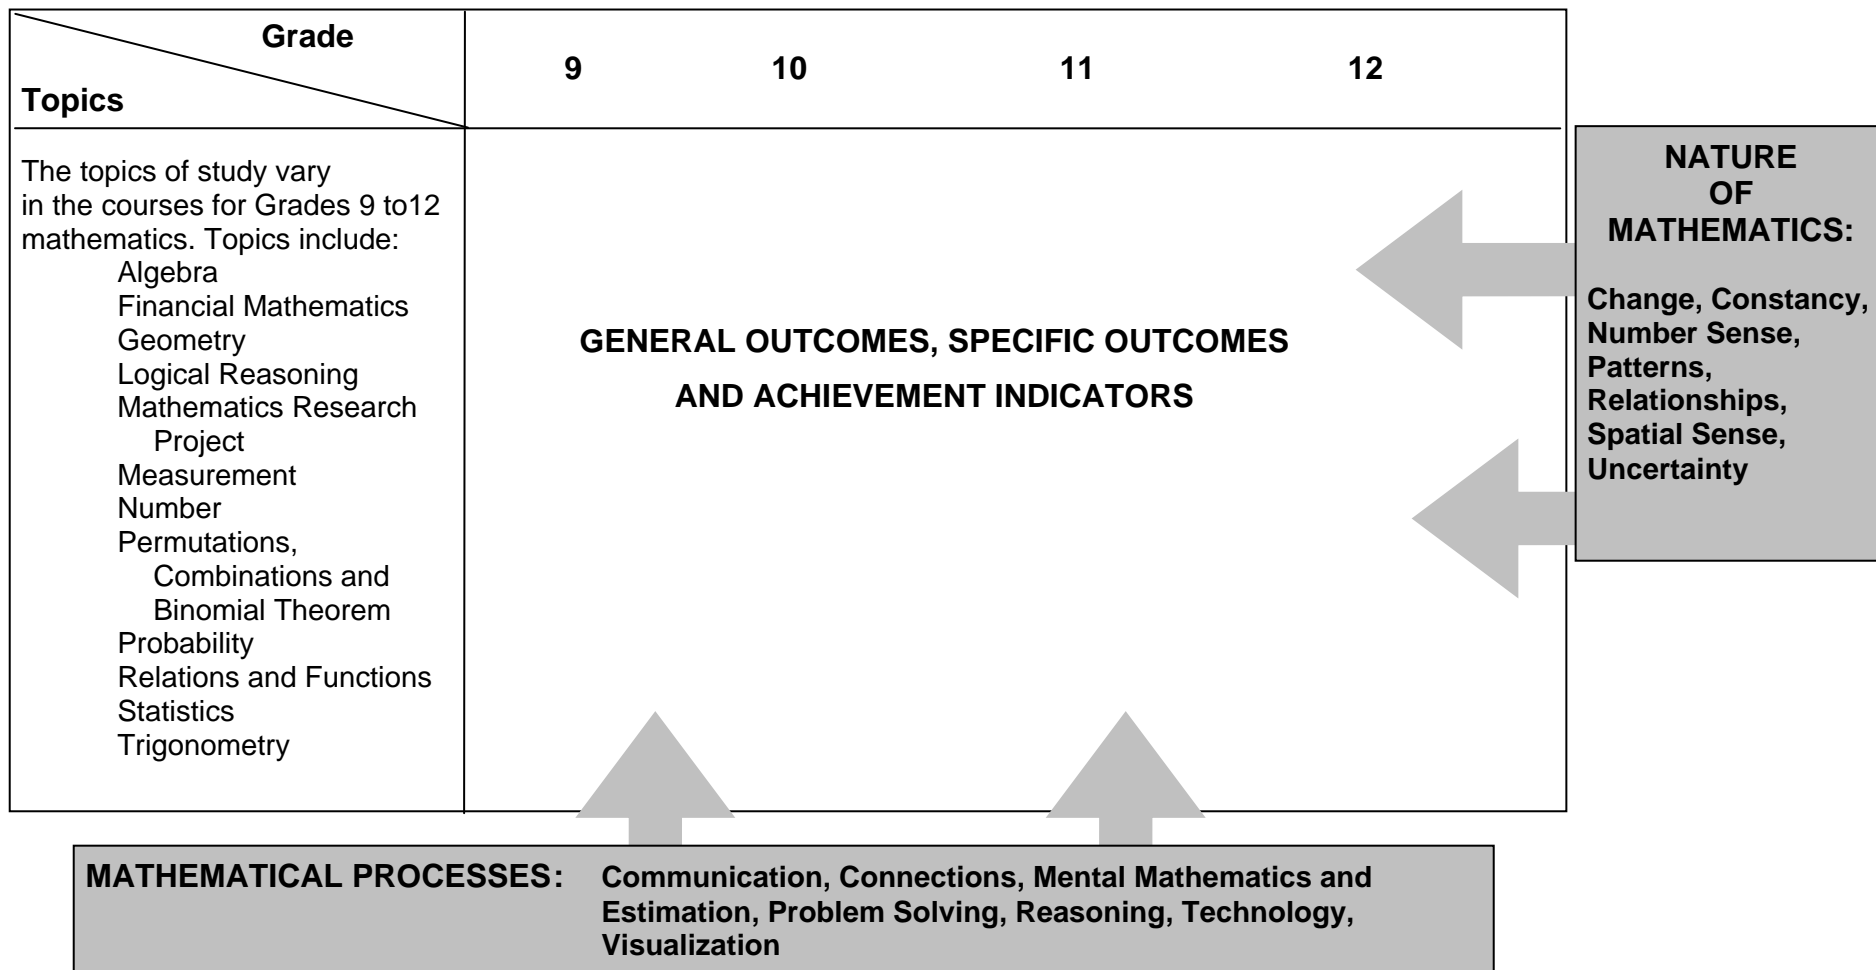 Grade
9 10 11 12
Topics
The topics of study vary
in the courses for Grades 9 to12
mathematics. Topics include:
Algebra
Financial Mathematics
Geometry
Logical Reasoning
Mathematics Research
Project
Measurement
Number
Permutations,
Combinations and
Binomial Theorem
Probability
Relations and Functions
Statistics
Trigonometry
GENERAL OUTCOMES, SPECIFIC OUTCOMES
AND ACHIEVEMENT INDICATORS
NATURE
OF
MATHEMATICS:
Change, Constancy,
Number Sense,
Patterns,
Relationships,
Spatial Sense,
Uncertainty
MATHEMATICAL PROCESSES: Communication, Connections, Mental Mathematics and
Estimation, Problem Solving, Reasoning, Technology,
Visualization